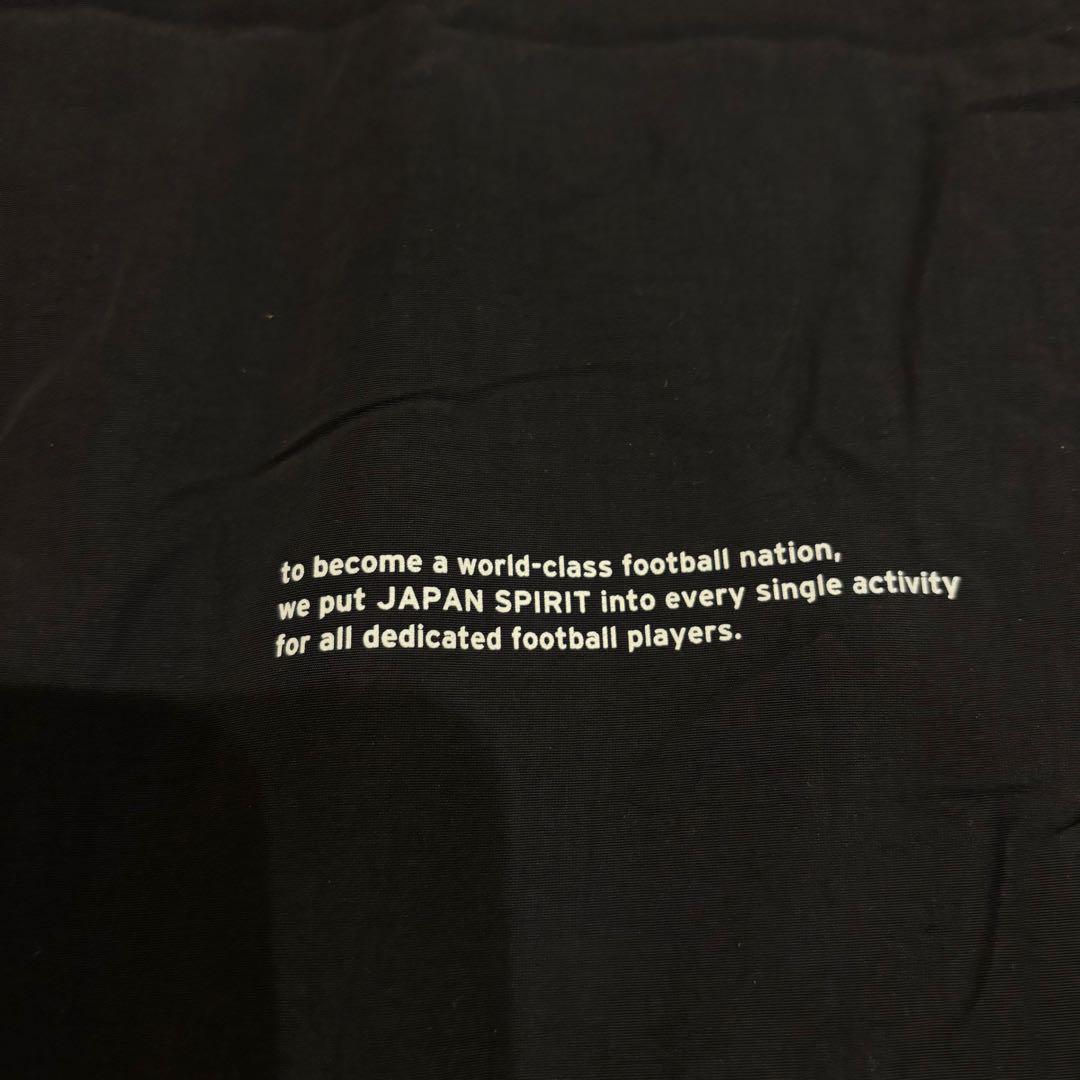 to become a world-class football nation,
we put JAPAN SPIRIT into every single activity
for all dedicated football players.